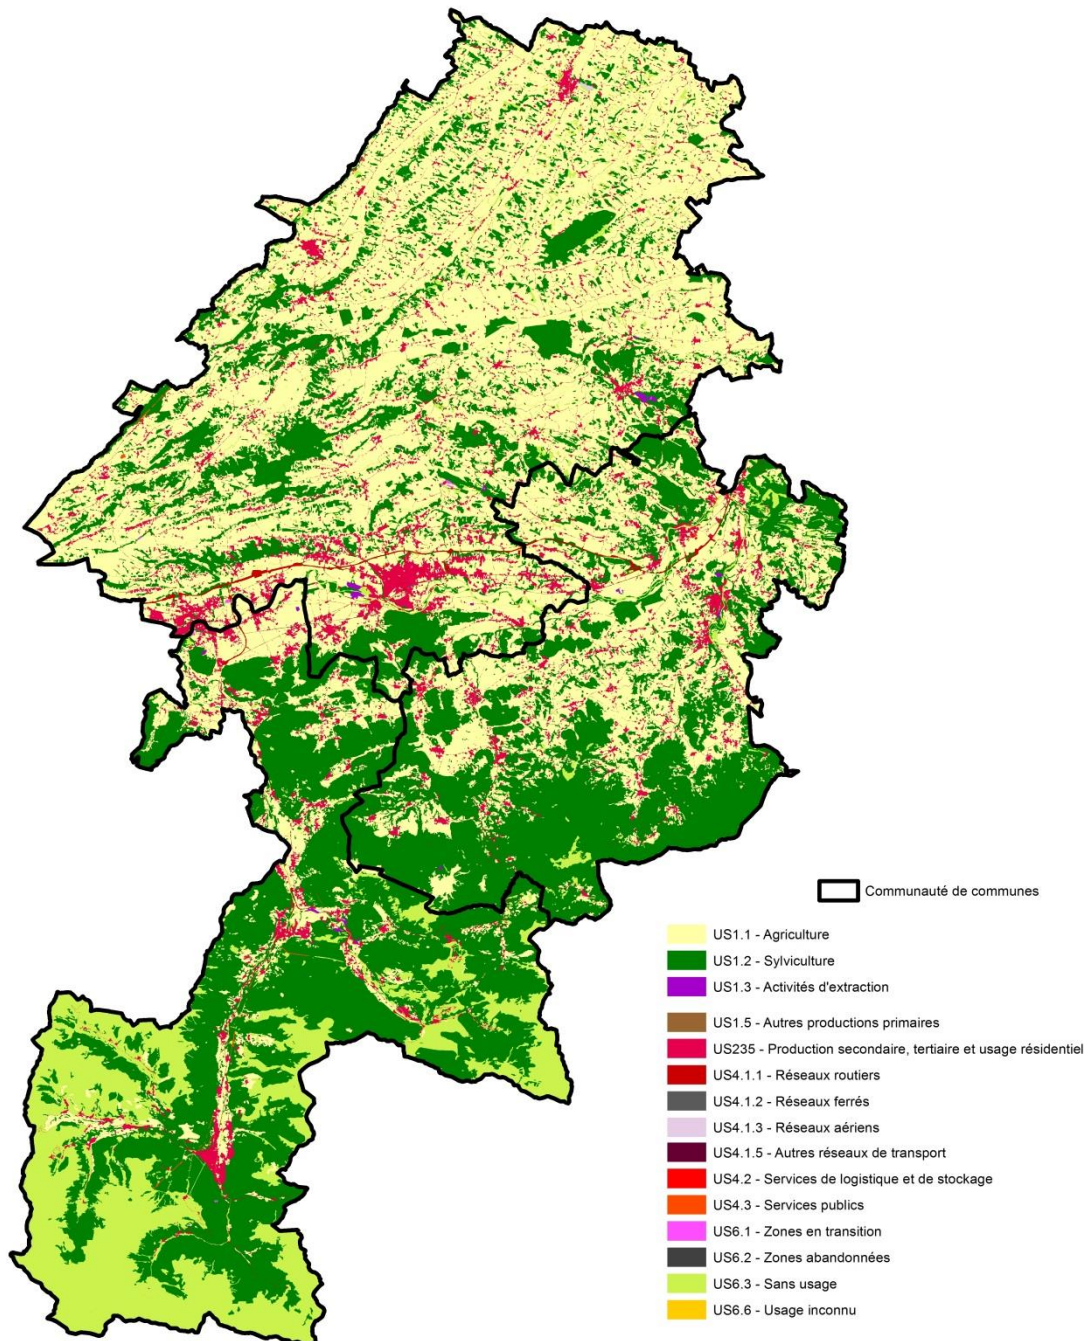 Communauté de communes
US1.1 - Agriculture
US1.2 - Sylviculture
US1.3 - Activités d'extraction
US1.5 - Autres productions primaires
US235 - Production secondaire, tertiaire et usage résidentiel
US4.1.1 - Réseaux routiers
US4.1.2 - Réseaux ferrés
US4.1.3 - Réseaux aériens
US4.1.5 - Autres réseaux de transport
US4.2 - Services de logistique et de stockage
US4.3 - Services publics
US6.1 - Zones en transition
US6.2 - Zones abandonnées
US6.3 - Sans usage
US6.6 - Usage inconnu